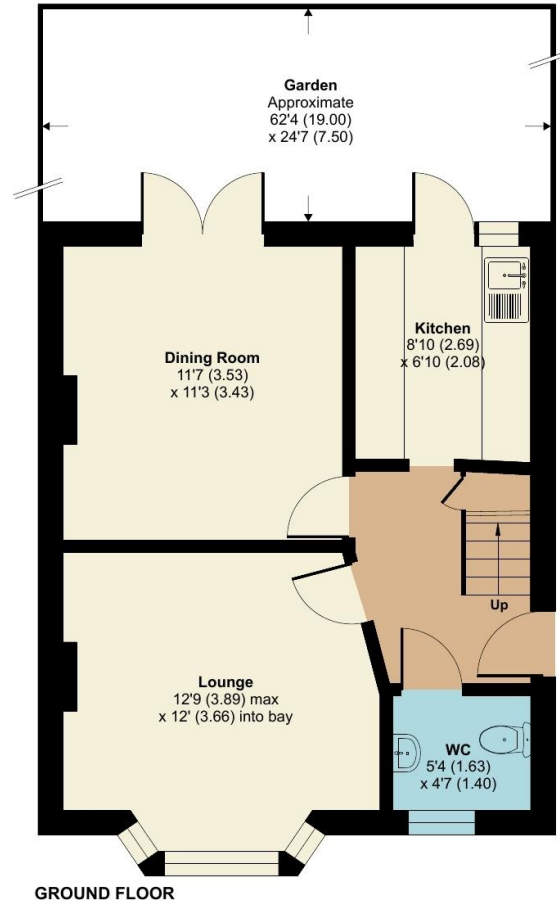 Garden
Approximate
62'4 (19.00)
x 24'7 (7.50)
Dining Room
11'7 (3.53)
x 11'3 (3.43)
Kitchen
8'10 (2.69)
x 6'10 (2.08)
Up
Lounge
12'9 (3.89) max
x 12' (3.66) into bay
WC
5'4 (1.63)
x 4'7 (1.40)
GROUND FLOOR